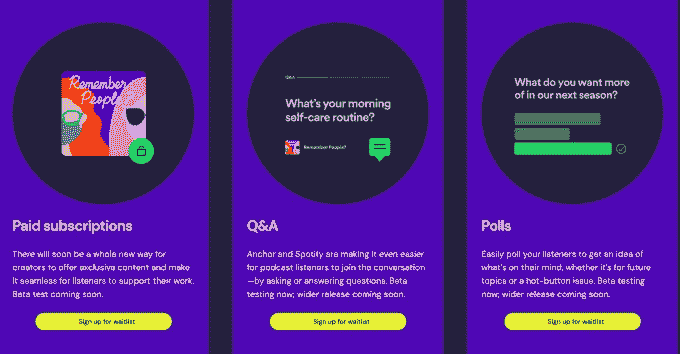 Remember
People
Paid subscriptions
There will soon be a whole new way for
creators to offer exclusive content and make
it seamless for listeners to support their work.
Beta test coming soon.
Sign up for waitlist
Q&A
What's your morning
self-care routine?
Remember People?
Q&A
Anchor and Spotify are making it even easier
for podcast listeners to join the conversation
—by asking or answering questions. Beta
testing now; wider release coming soon.
Sign up for waitlist
What do you want more
of in our next season?
Polls
Easily poll your listeners to get an idea of
what's on their mind, whether it's for future
topics or a hot-button issue. Beta testing
now; wider release coming soon.
Sign up for waitlist